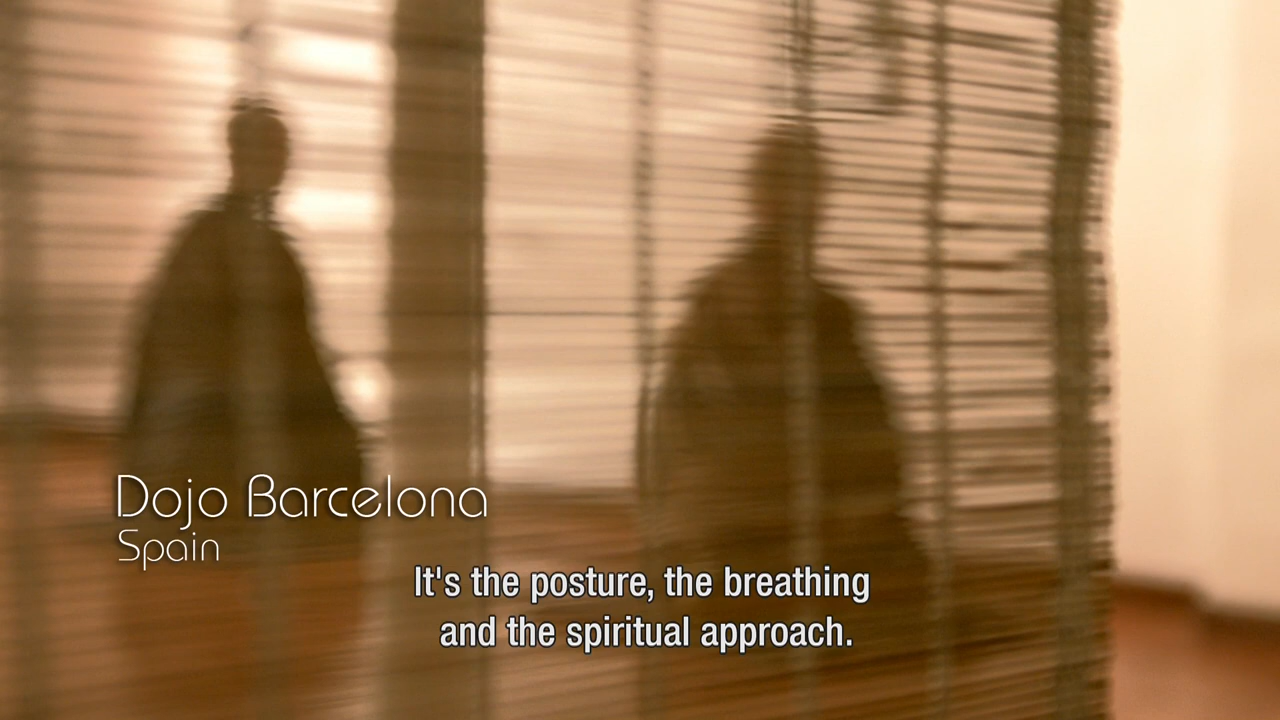 Dojo Barcelona
Spain
It's the posture, the breathing
and the spiritual approach.